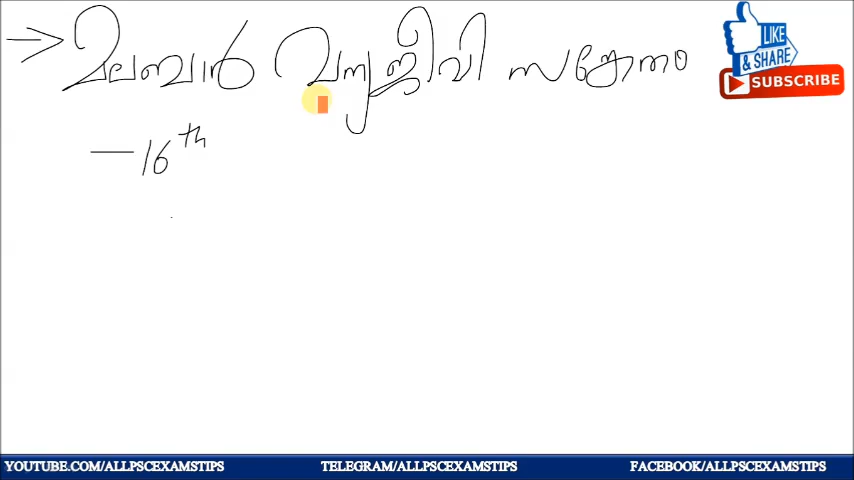 ⇒ മലബാർ വന്യജീവി സങ്കേതം
LIKE
& SHARE
SUBSCRIBE
— 16th
YOUTUBE.COM/ALLPSCEXAMSTIPS TELEGRAM/ALLPSCEXAMSTIPS FACEBOOK/ALLPSCEXAMSTIPS